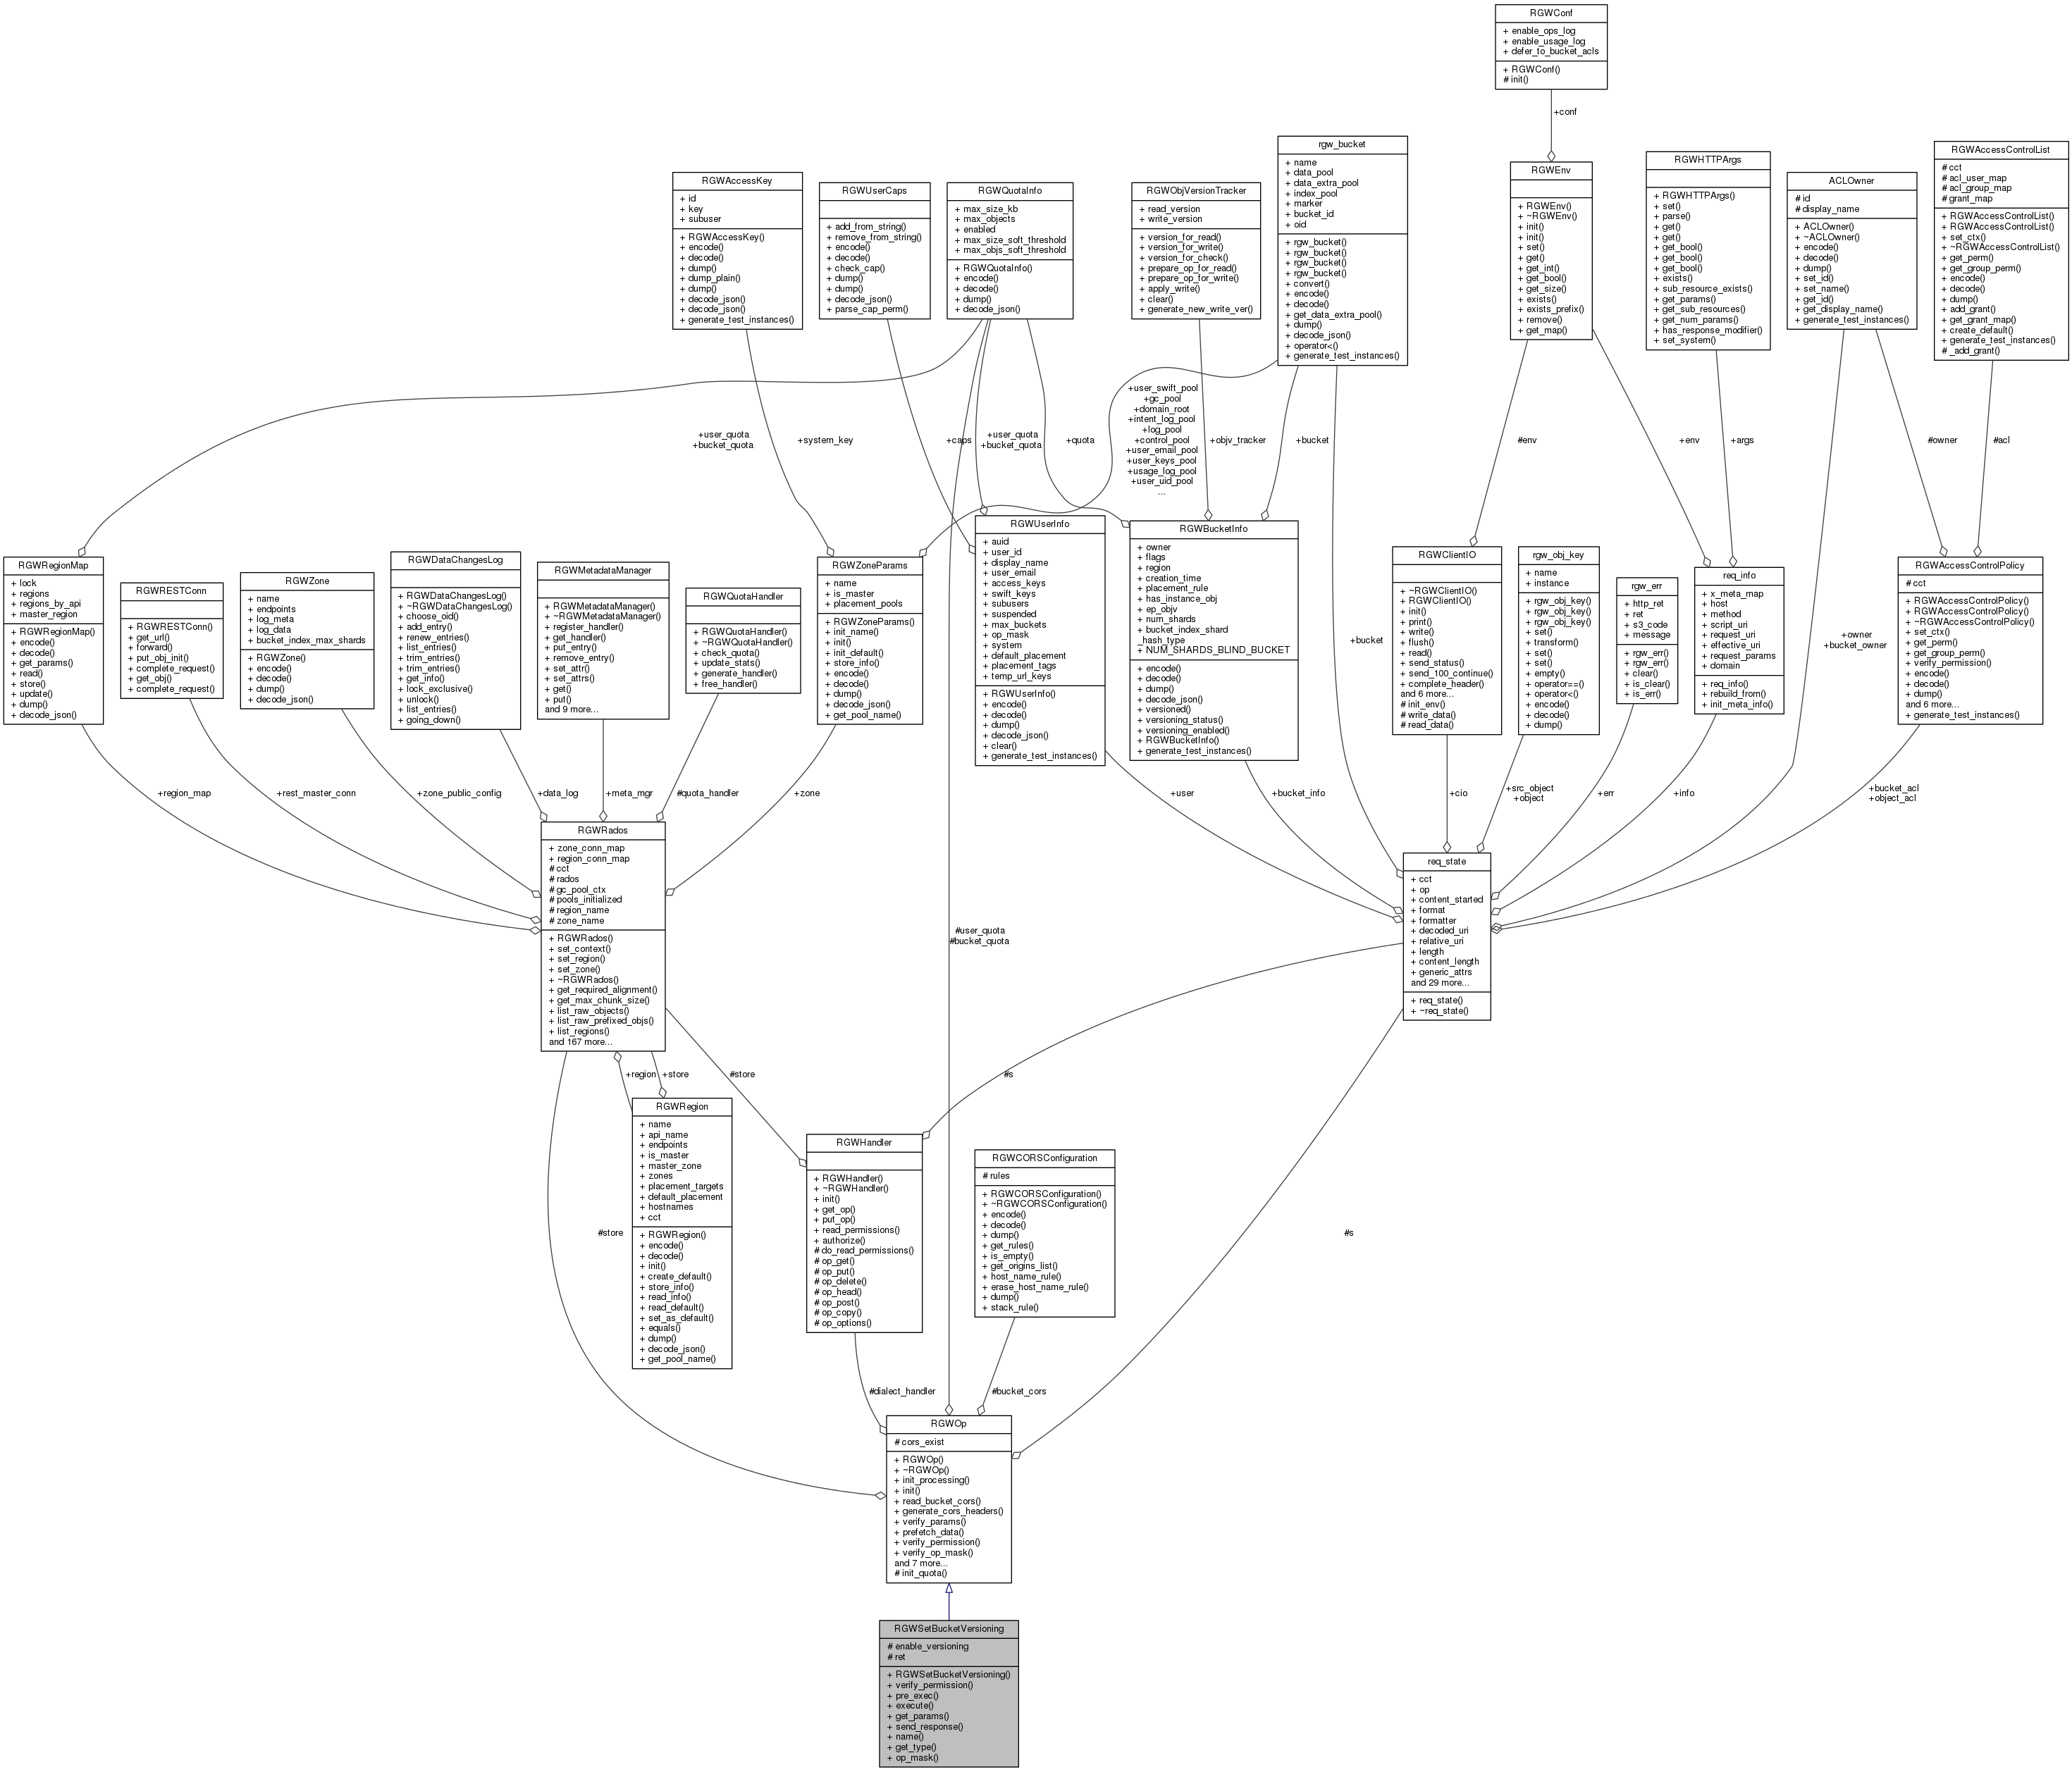 RGWConf
+ enable_ops_log
+ enable_usage_log
+ defer_to_bucket_acls
+ RGWConf()
# init()
+conf
rgw_bucket
+ name
+ data_pool
+ data_extra_pool
+ index_pool
+ marker
+ bucket_id
+ oid
+ rgw_bucket()
+ rgw_bucket()
+ rgw_bucket()
+ rgw_bucket()
+ convert()
+ encode()
+ decode()
+ get_data_extra_pool()
+ dump()
+ decode_json()
+ operator<()
+ generate_test_instances()
RGWAccessControlList
# cct
# acl_user_map
# acl_group_map
# grant_map
+ RGWAccessControlList()
+ RGWAccessControlList()
+ set_ctx()
+ ~RGWAccessControlList()
+ get_perm()
+ get_group_perm()
+ encode()
+ decode()
+ dump()
+ add_grant()
+ get_grant_map()
+ create_default()
+ generate_test_instances()
# _add_grant()
RGWHTTPArgs
+ RGWHTTPArgs()
+ set()
+ parse()
+ get()
+ get()
+ get_bool()
+ get_bool()
+ get_bool()
+ exists()
+ sub_resource_exists()
+ get_params()
+ get_sub_resources()
+ get_num_params()
+ has_response_modifier()
+ set_system()
RGWEnv
+ RGWEnv()
+ ~RGWEnv()
+ init()
+ init()
+ set()
+ get()
+ get_int()
+ get_bool()
+ get_size()
+ exists()
+ exists_prefix()
+ remove()
+ get_map()
RGWAccessKey
+ id
+ key
+ subuser
+ RGWAccessKey()
+ encode()
+ decode()
+ dump()
+ dump_plain()
+ dump()
+ decode_json()
+ decode_json()
+ generate_test_instances()
ACLOwner
# id
# display_name
+ ACLOwner()
+ ~ACLOwner()
+ encode()
+ decode()
+ dump()
+ set_id()
+ set_name()
+ get_id()
+ get_display_name()
+ generate_test_instances()
RGWUserCaps
+ add_from_string()
+ remove_from_string()
+ encode()
+ decode()
+ check_cap()
+ dump()
+ dump()
+ decode_json()
+ parse_cap_perm()
RGWQuotaInfo
+ max_size_kb
+ max_objects
+ enabled
+ max_size_soft_threshold
+ max_objs_soft_threshold
+ RGWQuotaInfo()
+ encode()
+ decode()
+ dump()
+ decode_json()
RGWObjVersionTracker
+ read_version
+ write_version
+ version_for_read()
+ version_for_write()
+ version_for_check()
+ prepare_op_for_read()
+ prepare_op_for_write()
+ apply_write()
+ clear()
+ generate_new_write_ver()
+user_quota
+bucket_quota
+system_key
+caps
+user_quota
+bucket_quota
+quota
+user_swift_pool
+gc_pool
+domain_root
+intent_log_pool
+log_pool
+control_pool
+user_email_pool
+user_keys_pool
+usage_log_pool
+user_uid_pool
...
+objv_tracker
+bucket
#env
+env
+args
#owner
#acl
RGWRegionMap
+ lock
+ regions
+ regions_by_api
+ master_region
+ RGWRegionMap()
+ encode()
+ decode()
+ get_params()
+ read()
+ store()
+ update()
+ dump()
+ decode_json()
RGWRESTConn
+ RGWRESTConn()
+ get_url()
+ forward()
+ put_obj_init()
+ complete_request()
+ get_obj()
+ complete_request()
RGWZone
+ name
+ endpoints
+ log_meta
+ log_data
+ bucket_index_max_shards
+ RGWZone()
+ encode()
+ decode()
+ dump()
+ decode_json()
RGWDataChangesLog
+ RGWDataChangesLog()
+ ~RGWDataChangesLog()
+ choose_oid()
+ add_entry()
+ renew_entries()
+ list_entries()
+ trim_entries()
+ trim_entries()
+ get_info()
+ lock_exclusive()
+ unlock()
+ list_entries()
+ going_down()
RGWMetadataManager
+ RGWMetadataManager()
+ ~RGWMetadataManager()
+ register_handler()
+ get_handler()
+ put_entry()
+ remove_entry()
+ set_attr()
+ set_attrs()
+ get()
+ put()
and 9 more...
RGWQuotaHandler
+ RGWQuotaHandler()
+ ~RGWQuotaHandler()
+ check_quota()
+ update_stats()
+ generate_handler()
+ free_handler()
RGWZoneParams
+ name
+ is_master
+ placement_pools
+ RGWZoneParams()
+ init_name()
+ init()
+ init_default()
+ store_info()
+ encode()
+ decode()
+ dump()
+ decode_json()
+ get_pool_name()
RGWUserInfo
+ auid
+ user_id
+ display_name
+ user_email
+ access_keys
+ swift_keys
+ subusers
+ suspended
+ max_buckets
+ op_mask
+ system
+ default_placement
+ placement_tags
+ temp_url_keys
+ RGWUserInfo()
+ encode()
+ decode()
+ dump()
+ decode_json()
+ clear()
+ generate_test_instances()
RGWBucketInfo
+ owner
+ flags
+ region
+ creation_time
+ placement_rule
+ has_instance_obj
+ ep_objv
+ num_shards
+ bucket_index_shard
_hash_type
+ NUM_SHARDS_BLIND_BUCKET
+ encode()
+ decode()
+ dump()
+ decode_json()
+ versioned()
+ versioning_status()
+ versioning_enabled()
+ RGWBucketInfo()
+ generate_test_instances()
+bucket
RGWClientIO
+ ~RGWClientIO()
+ RGWClientIO()
+ init()
+ print()
+ write()
+ flush()
+ read()
+ send_status()
+ send_100_continue()
+ complete_header()
and 6 more...
# init_env()
# write_data()
# read_data()
rgw_obj_key
+ name
+ instance
+ rgw_obj_key()
+ rgw_obj_key()
+ rgw_obj_key()
+ set()
+ transform()
+ set()
+ set()
+ empty()
+ operator==()
+ operator<()
+ encode()
+ decode()
+ dump()
rgw_err
+ http_ret
+ ret
+ s3_code
+ message
+ rgw_err()
+ rgw_err()
+ clear()
+ is_clear()
+ is_err()
req_info
+ x_meta_map
+ host
+ method
+ script_uri
+ request_uri
+ effective_uri
+ request_params
+ domain
+ req_info()
+ rebuild_from()
+ init_meta_info()
+owner
+bucket_owner
RGWAccessControlPolicy
# cct
+ RGWAccessControlPolicy()
+ RGWAccessControlPolicy()
+ ~RGWAccessControlPolicy()
+ set_ctx()
+ get_perm()
+ get_group_perm()
+ verify_permission()
+ encode()
+ decode()
+ dump()
and 6 more...
+ generate_test_instances()
+region_map
+rest_master_conn
+zone_public_config
+data_log
+meta_mgr
#quota_handler
+zone
+user
+bucket_info
+cio
+src_object
+object
+err
+info
+bucket_acl
+object_acl
RGWRados
+ zone_conn_map
+ region_conn_map
# cct
# rados
# gc_pool_ctx
# pools_initialized
# region_name
# zone_name
+ RGWRados()
+ set_context()
+ set_region()
+ set_zone()
+ ~RGWRados()
+ get_required_alignment()
+ get_max_chunk_size()
+ list_raw_objects()
+ list_raw_prefixed_objs()
+ list_regions()
and 167 more...
#user_quota
#bucket_quota
req_state
+ cct
+ op
+ content_started
+ format
+ formatter
+ decoded_uri
+ relative_uri
+ length
+ content_length
+ generic_attrs
and 29 more...
+ req_state()
+ ~req_state()
+region
+store
#store
#s
RGWRegion
+ name
+ api_name
+ endpoints
+ is_master
+ master_zone
+ zones
+ placement_targets
+ default_placement
+ hostnames
+ cct
+ RGWRegion()
+ encode()
+ decode()
+ init()
+ create_default()
+ store_info()
+ read_info()
+ read_default()
+ set_as_default()
+ equals()
+ dump()
+ decode_json()
+ get_pool_name()
RGWHandler
+ RGWHandler()
+ ~RGWHandler()
+ init()
+ get_op()
+ put_op()
+ read_permissions()
+ authorize()
# do_read_permissions()
# op_get()
# op_put()
# op_delete()
# op_head()
# op_post()
# op_copy()
# op_options()
RGWCORSConfiguration
# rules
+ RGWCORSConfiguration()
+ ~RGWCORSConfiguration()
+ encode()
+ decode()
+ dump()
+ get_rules()
+ is_empty()
+ get_origins_list()
+ host_name_rule()
+ erase_host_name_rule()
+ dump()
+ stack_rule()
#store
#s
#dialect_handler
#bucket_cors
RGWOp
# cors_exist
+ RGWOp()
+ ~RGWOp()
+ init_processing()
+ init()
+ read_bucket_cors()
+ generate_cors_headers()
+ verify_params()
+ prefetch_data()
+ verify_permission()
+ verify_op_mask()
and 7 more...
# init_quota()
RGWSetBucketVersioning
# enable_versioning
# ret
+ RGWSetBucketVersioning()
+ verify_permission()
+ pre_exec()
+ execute()
+ get_params()
+ send_response()
+ name()
+ get_type()
+ op_mask()